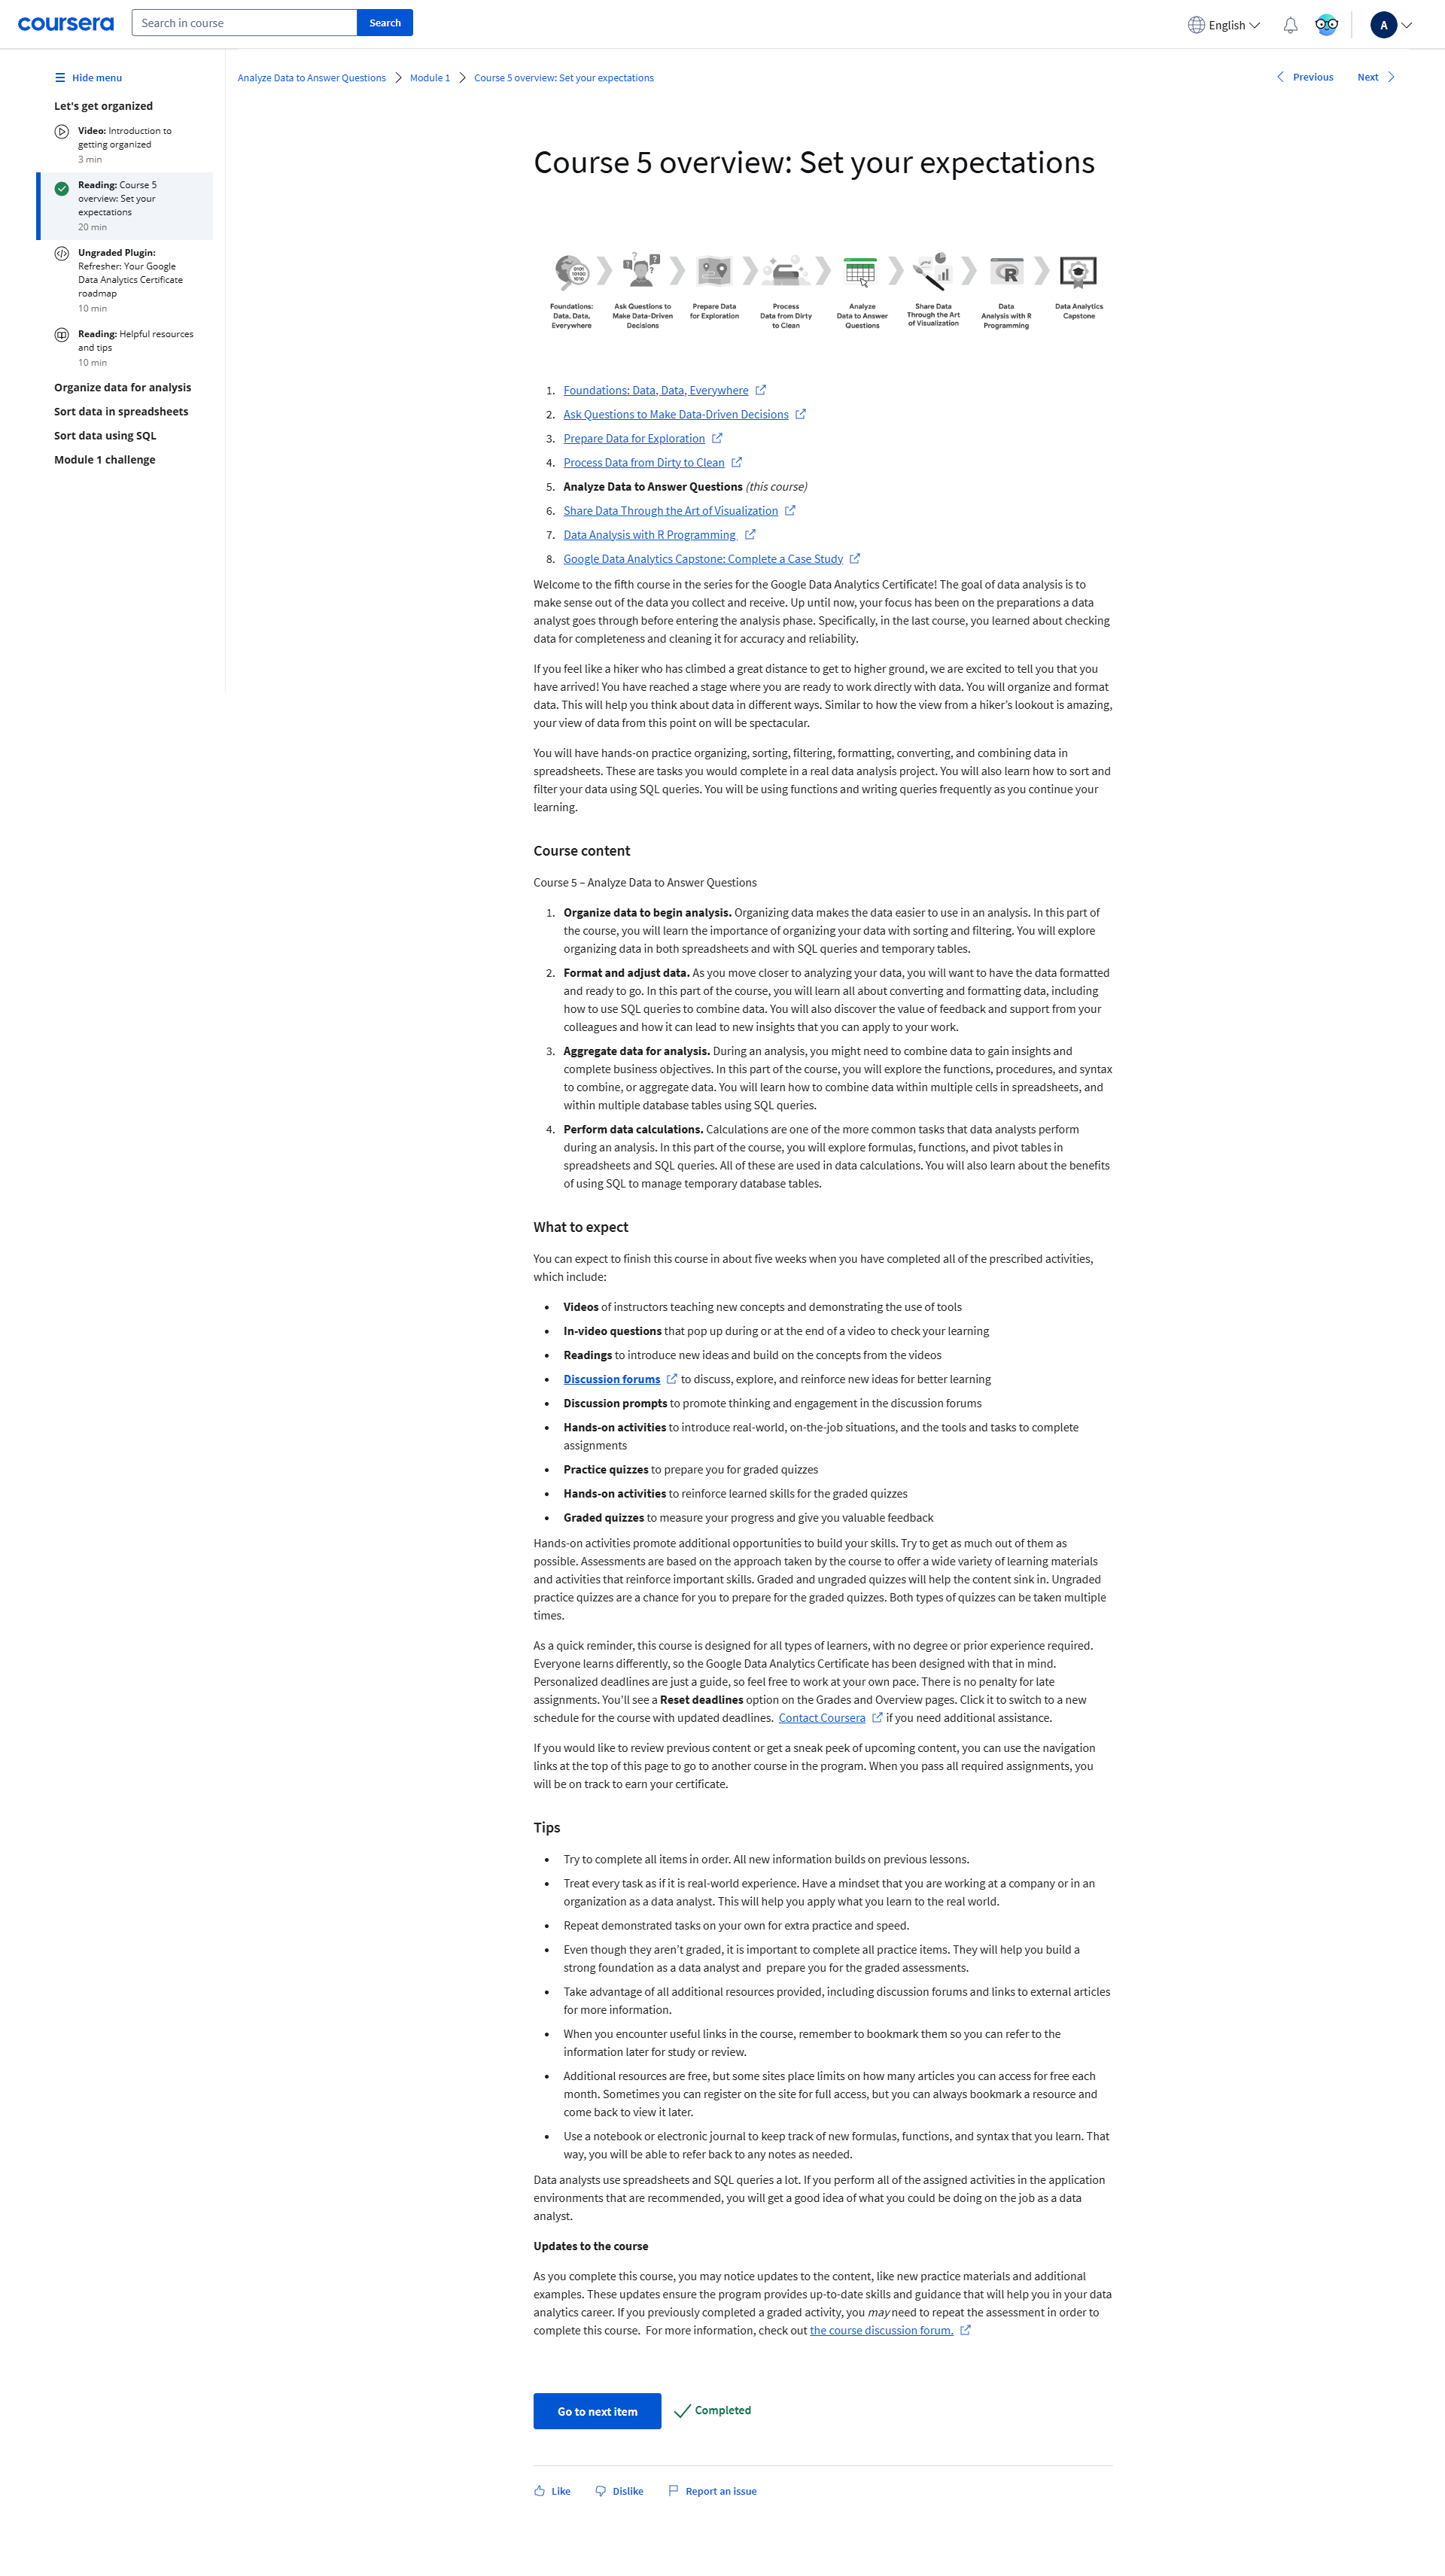 coursera
Search in course
Search
English
A
Hide menu
Analyze Data to Answer Questions
Module 1
Course 5 overview: Set your expectations
Previous
Next
Let's get organized
Video: Introduction to
getting organized
3 min
Reading: Course 5
overview: Set your
expectations
20 min
Ungraded Plugin:
Refresher: Your Google
Data Analytics Certificate
roadmap
10 min
Reading: Helpful resources
and tips
10 min
Organize data for analysis
Sort data in spreadsheets
Sort data using SQL
Module 1 challenge
Course 5 overview: Set your expectations
Foundations:
Data, Data,
Everywhere
Ask Questions to
Make Data-Driven
Decisions
Prepare Data
for Exploration
Process
Data from Dirty
to Clean
Analyze
Data to Answer
Questions
Share Data
Through the Art
of Visualization
Data
Analysis with R
Programming
Data Analytics
Capstone
1. Foundations: Data, Data, Everywhere
2. Ask Questions to Make Data-Driven Decisions
3. Prepare Data for Exploration
4. Process Data from Dirty to Clean
5. Analyze Data to Answer Questions (this course)
6. Share Data Through the Art of Visualization
7. Data Analysis with R Programming
8. Google Data Analytics Capstone: Complete a Case Study
Welcome to the fifth course in the series for the Google Data Analytics Certificate! The goal of data analysis is to
make sense out of the data you collect and receive. Up until now, your focus has been on the preparations a data
analyst goes through before entering the analysis phase. Specifically, in the last course, you learned about checking
data for completeness and cleaning it for accuracy and reliability.
If you feel like a hiker who has climbed a great distance to get to higher ground, we are excited to tell you that you
have arrived! You have reached a stage where you are ready to work directly with data. You will organize and format
data. This will help you think about data in different ways. Similar to how the view from a hiker’s lookout is amazing,
your view of data from this point on will be spectacular.
You will have hands-on practice organizing, sorting, filtering, formatting, converting, and combining data in
spreadsheets. These are tasks you would complete in a real data analysis project. You will also learn how to sort and
filter your data using SQL queries. You will be using functions and writing queries frequently as you continue your
learning.
Course content
Course 5 – Analyze Data to Answer Questions
1. Organize data to begin analysis. Organizing data makes the data easier to use in an analysis. In this part of
the course, you will learn the importance of organizing your data with sorting and filtering. You will explore
organizing data in both spreadsheets and with SQL queries and temporary tables.
2. Format and adjust data. As you move closer to analyzing your data, you will want to have the data formatted
and ready to go. In this part of the course, you will learn all about converting and formatting data, including
how to use SQL queries to combine data. You will also discover the value of feedback and support from your
colleagues and how it can lead to new insights that you can apply to your work.
3. Aggregate data for analysis. During an analysis, you might need to combine data to gain insights and
complete business objectives. In this part of the course, you will explore the functions, procedures, and syntax
to combine, or aggregate data. You will learn how to combine data within multiple cells in spreadsheets, and
within multiple database tables using SQL queries.
4. Perform data calculations. Calculations are one of the more common tasks that data analysts perform
during an analysis. In this part of the course, you will explore formulas, functions, and pivot tables in
spreadsheets and SQL queries. All of these are used in data calculations. You will also learn about the benefits
of using SQL to manage temporary database tables.
What to expect
You can expect to finish this course in about five weeks when you have completed all of the prescribed activities,
which include:
• Videos of instructors teaching new concepts and demonstrating the use of tools
• In-video questions that pop up during or at the end of a video to check your learning
• Readings to introduce new ideas and build on the concepts from the videos
• Discussion forums to discuss, explore, and reinforce new ideas for better learning
• Discussion prompts to promote thinking and engagement in the discussion forums
• Hands-on activities to introduce real-world, on-the-job situations, and the tools and tasks to complete
assignments
• Practice quizzes to prepare you for graded quizzes
• Hands-on activities to reinforce learned skills for the graded quizzes
• Graded quizzes to measure your progress and give you valuable feedback
Hands-on activities promote additional opportunities to build your skills. Try to get as much out of them as
possible. Assessments are based on the approach taken by the course to offer a wide variety of learning materials
and activities that reinforce important skills. Graded and ungraded quizzes will help the content sink in. Ungraded
practice quizzes are a chance for you to prepare for the graded quizzes. Both types of quizzes can be taken multiple
times.
As a quick reminder, this course is designed for all types of learners, with no degree or prior experience required.
Everyone learns differently, so the Google Data Analytics Certificate has been designed with that in mind.
Personalized deadlines are just a guide, so feel free to work at your own pace. There is no penalty for late
assignments. You’ll see a Reset deadlines option on the Grades and Overview pages. Click it to switch to a new
schedule for the course with updated deadlines. Contact Coursera if you need additional assistance.
If you would like to review previous content or get a sneak peek of upcoming content, you can use the navigation
links at the top of this page to go to another course in the program. When you pass all required assignments, you
will be on track to earn your certificate.
Tips
• Try to complete all items in order. All new information builds on previous lessons.
• Treat every task as if it is real-world experience. Have a mindset that you are working at a company or in an
organization as a data analyst. This will help you apply what you learn to the real world.
• Repeat demonstrated tasks on your own for extra practice and speed.
• Even though they aren’t graded, it is important to complete all practice items. They will help you build a
strong foundation as a data analyst and prepare you for the graded assessments.
• Take advantage of all additional resources provided, including discussion forums and links to external articles
for more information.
• When you encounter useful links in the course, remember to bookmark them so you can refer to the
information later for study or review.
• Additional resources are free, but some sites place limits on how many articles you can access for free each
month. Sometimes you can register on the site for full access, but you can always bookmark a resource and
come back to view it later.
• Use a notebook or electronic journal to keep track of new formulas, functions, and syntax that you learn. That
way, you will be able to refer back to any notes as needed.
Data analysts use spreadsheets and SQL queries a lot. If you perform all of the assigned activities in the application
environments that are recommended, you will get a good idea of what you could be doing on the job as a data
analyst.
Updates to the course
As you complete this course, you may notice updates to the content, like new practice materials and additional
examples. These updates ensure the program provides up-to-date skills and guidance that will help you in your data
analytics career. If you previously completed a graded activity, you may need to repeat the assessment in order to
complete this course. For more information, check out the course discussion forum.
Go to next item
Completed
Like
Dislike
Report an issue